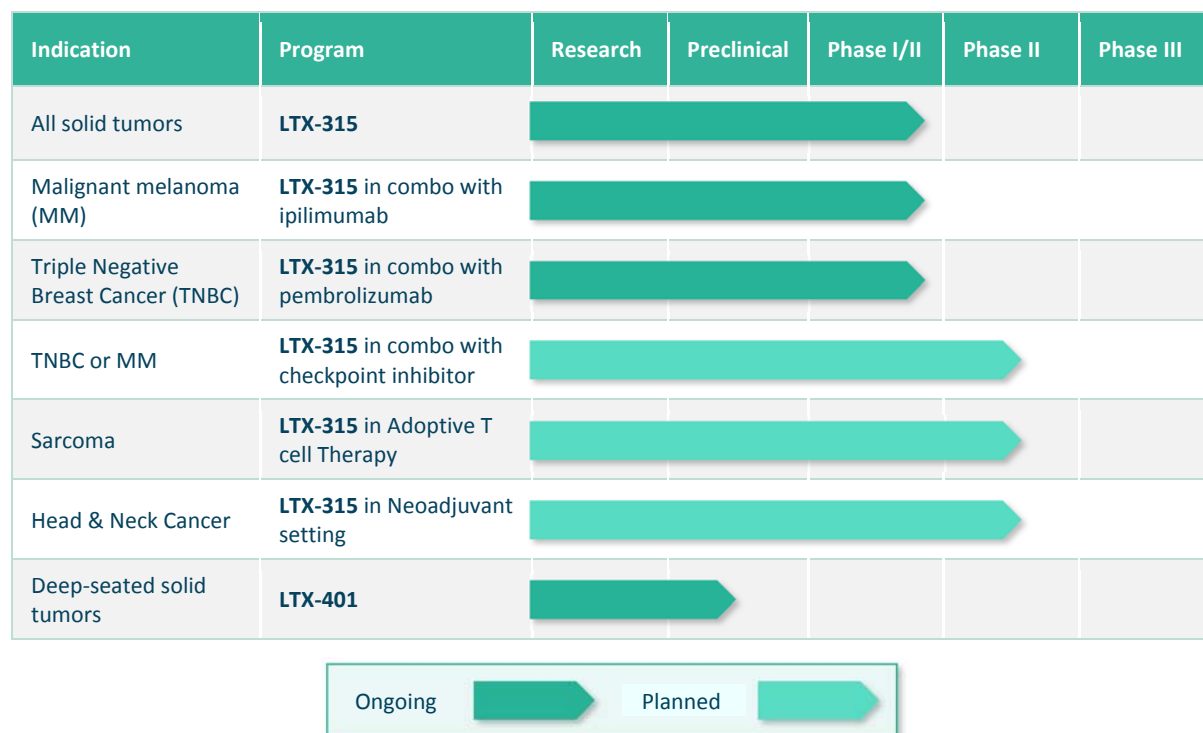 Indication Program Research Preclinical Phase I/II Phase II Phase III
All solid tumors LTX-315
Malignant melanoma
(MM)
LTX-315 in combo with
ipilimumab
Triple Negative
Breast Cancer (TNBC)
LTX-315 in combo with
pembrolizumab
TNBC or MM
LTX-315 in combo with
checkpoint inhibitor
Sarcoma
LTX-315 in Adoptive T
cell Therapy
Head & Neck Cancer
LTX-315 in Neoadjuvant
setting
Deep-seated solid
tumors
LTX-401
Ongoing Planned